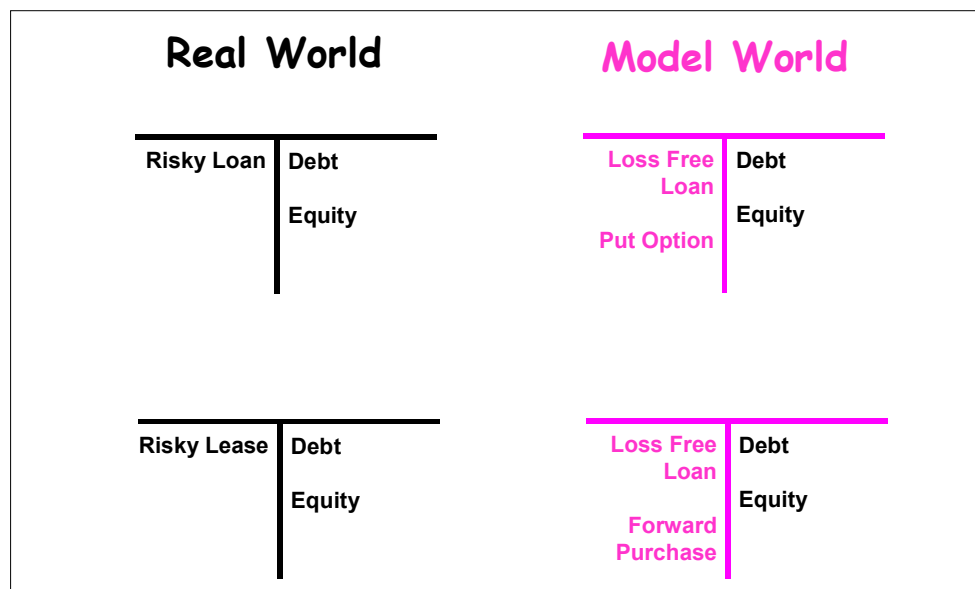 Real World
Model World
Risky Loan
Debt
Equity
Loss Free
Loan
Put Option
Debt
Equity
Risky Lease
Debt
Equity
Loss Free
Loan
Forward
Purchase
Debt
Equity